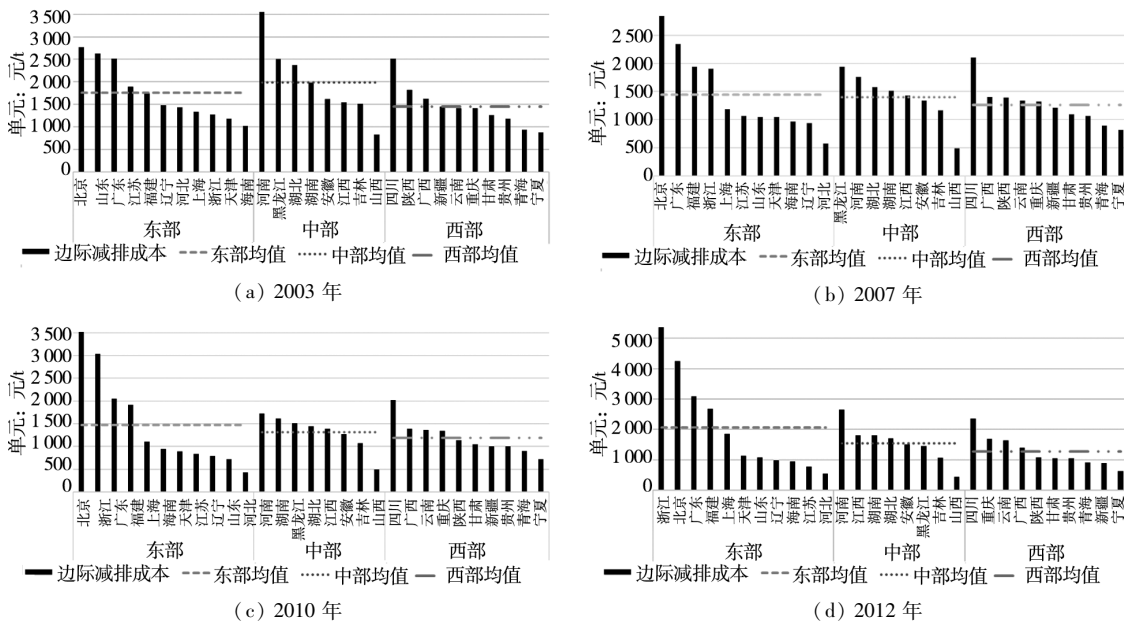 单元：元/t
3 500
3 000
2 500
2 000
1 500
1 000
500
0
北京 山东 广东 江苏 福建 辽宁 河北 上海 浙江 天津 海南 河南 黑龙江 湖北 湖南 安徽 江西 吉林 山西 四川 陕西 广西 新疆 云南 重庆 甘肃 贵州 青海 宁夏
东部 中部 西部
边际减排成本 东部均值 中部均值 西部均值
(a) 2003 年
单元：元/t
2 500
2 000
1 500
1 000
500
0
北京 广东 福建 浙江 上海 江苏 山东 天津 海南 辽宁 河北 黑龙江 河南 湖北 湖南 江西 安徽 吉林 山西 四川 广西 陕西 云南 重庆 新疆 甘肃 贵州 青海 宁夏
东部 中部 西部
边际减排成本 东部均值 中部均值 西部均值
(b) 2007 年
单元：元/t
3 500
3 000
2 500
2 000
1 500
1 000
500
0
北京 浙江 广东 福建 上海 海南 天津 江苏 辽宁 山东 河北 河南 湖南 黑龙江 湖北 江西 安徽 吉林 山西 四川 广西 云南 重庆 陕西 甘肃 新疆 贵州 青海 宁夏
东部 中部 西部
边际减排成本 东部均值 中部均值 西部均值
(c) 2010 年
单元：元/t
5 000
4 000
3 000
2 000
1 000
0
浙江 北京 广东 福建 上海 天津 山东 辽宁 海南 江苏 河北 河南 江西 湖南 湖北 安徽 黑龙江 吉林 山西 四川 重庆 云南 广西 陕西 甘肃 贵州 青海 新疆 宁夏
东部 中部 西部
边际减排成本 东部均值 中部均值 西部均值
(d) 2012 年